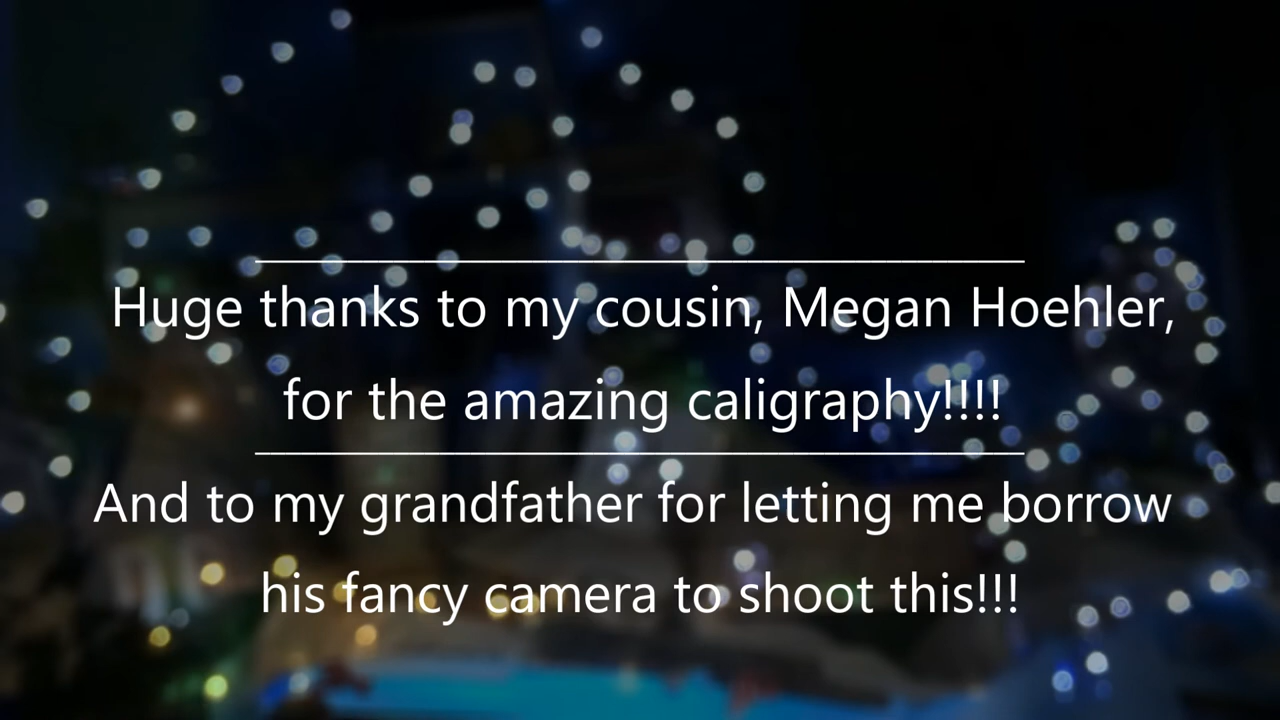 Huge thanks to my cousin, Megan Hoehler,
for the amazing caligraphy!!!!
And to my grandfather for letting me borrow
his fancy camera to shoot this!!!